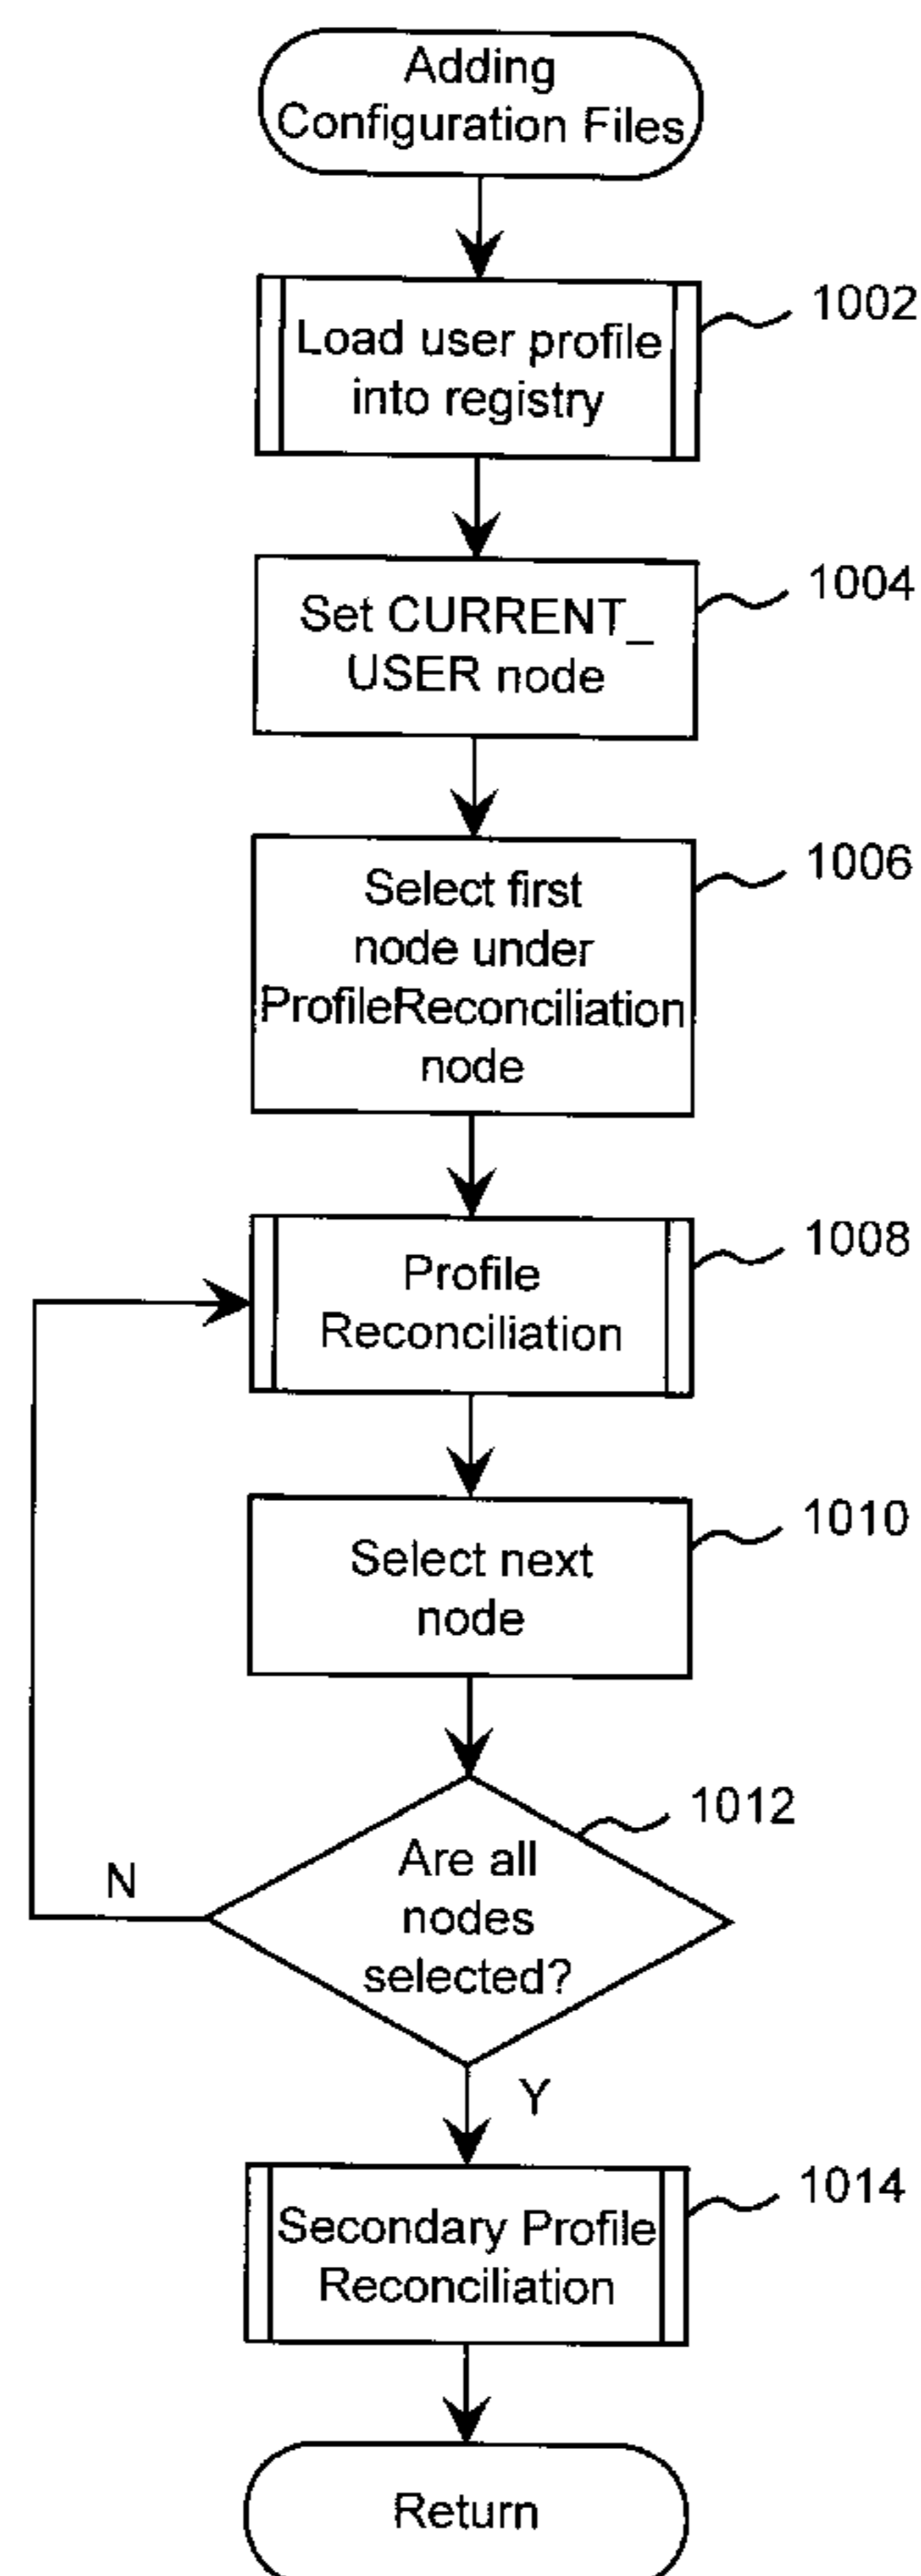 Adding
Configuration Files
1002
Load user profile
into registry
1004
Set CURRENT_
USER node
1006
Select first
node under
ProfileReconciliation
node
1008
Profile
Reconciliation
1010
Select next
node
1012
Are all
nodes
selected?
N
Y
1014
Secondary Profile
Reconciliation
Return